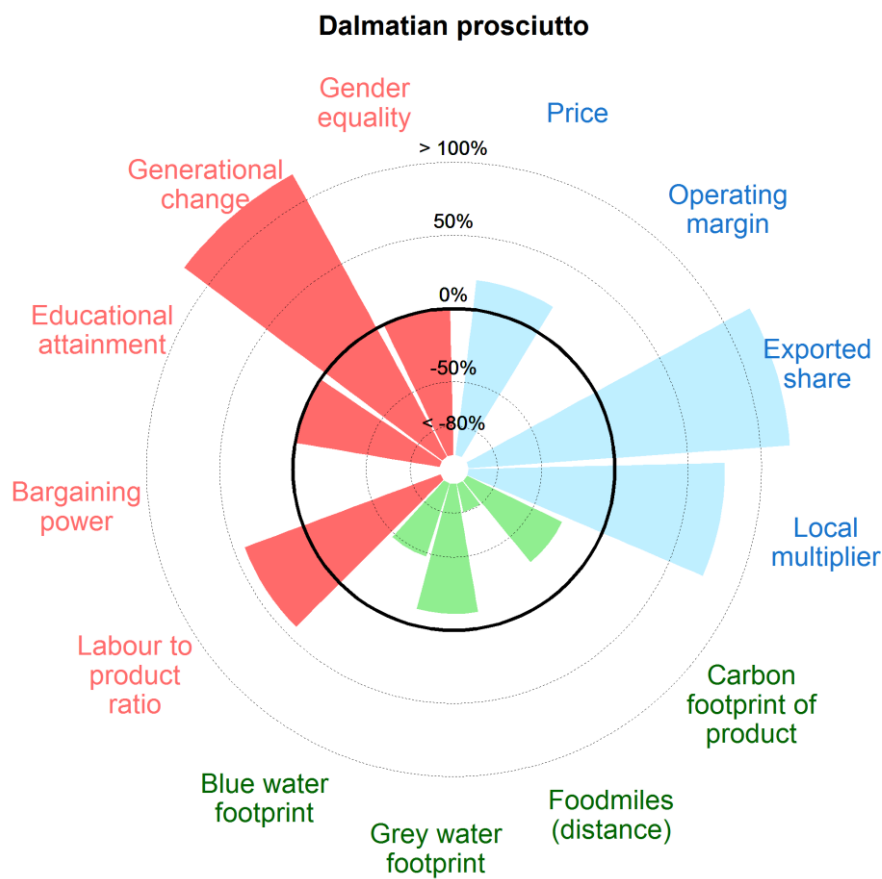 Dalmatian prosciutto
Gender
equality
Price
> 100%
Generational
change
Operating
margin
50%
0%
Educational
attainment
Exported
share
-50%
< -80%
Bargaining
power
Local
multiplier
Labour to
product
ratio
Carbon
footprint of
product
Blue water
footprint
Foodmiles
(distance)
Grey water
footprint